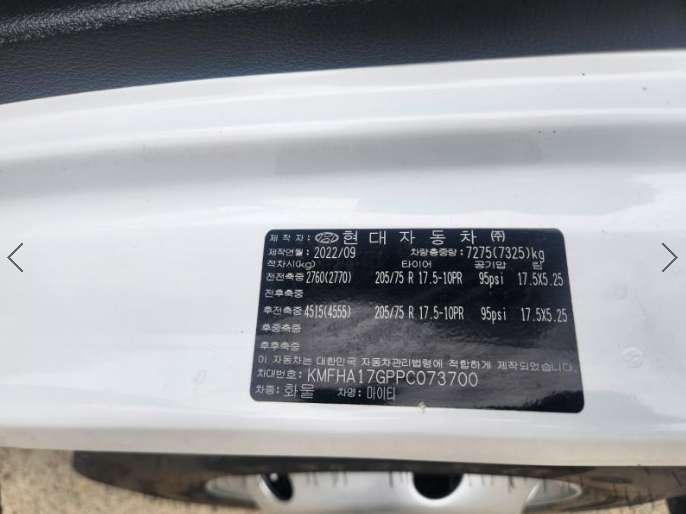 제작자: 현대자동차㈜
제작연월: 2022/09 차량총중량: 7275(7325)kg
적차시(kg) 타이어 공기압 림
전전축중 2760(2770) 205/75 R 17.5-10PR 95psi 17.5X5.25
전후축중
후전축중 4515(4555) 205/75 R 17.5-10PR 95psi 17.5X5.25
후중축중
후후축중
이 자동차는 대한민국 자동차관리법령에 적합하게 제작되었습니다.
차대번호: KMFHA17GPPC073700
차종: 화물 차명: 마이티